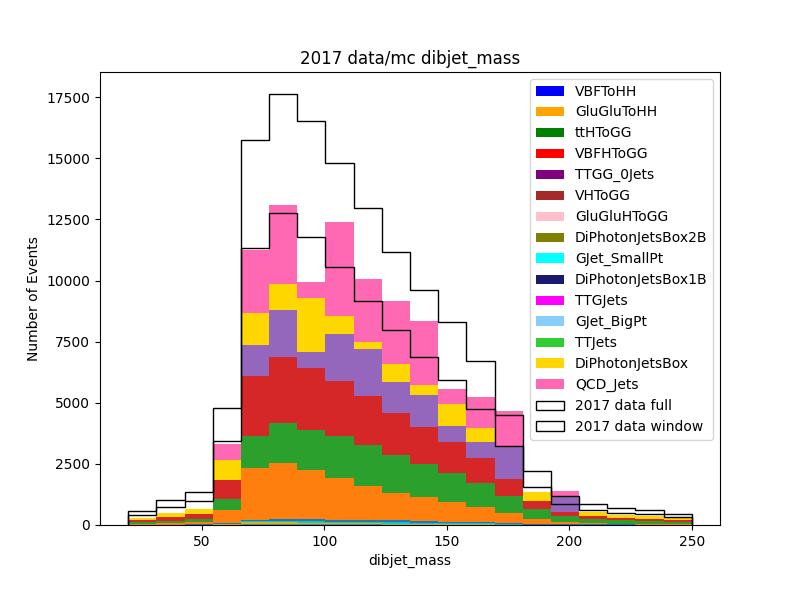 2017 data/mc dibjet_mass
Number of Events
17500
15000
12500
10000
7500
5000
2500
0
50
100
150
200
250
dibjet_mass
VBFToHH
GluGluToHH
ttHToGG
VBFHToGG
TTGG_0Jets
VHToGG
GluGluHToGG
DiPhotonJetsBox2B
GJet_SmallPt
DiPhotonJetsBox1B
TTGJets
GJet_BigPt
TTJets
DiPhotonJetsBox
QCD_Jets
2017 data full
2017 data window